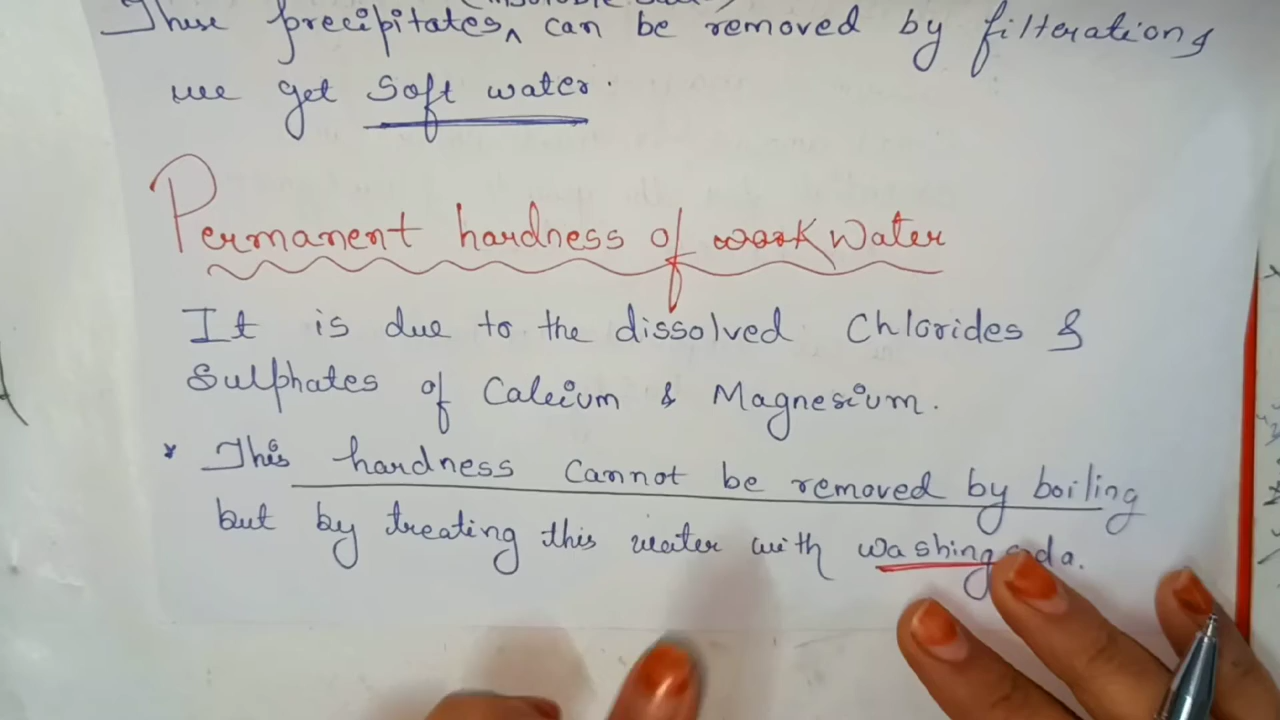 These precipitates, can be removed by filteration &
we get Soft water.
Permanent hardness of work Water
It is due to the dissolved Chlorides &
Sulphates of Calcium & Magnesium.
* This hardness cannot be removed by boiling
but by treating this water with washing